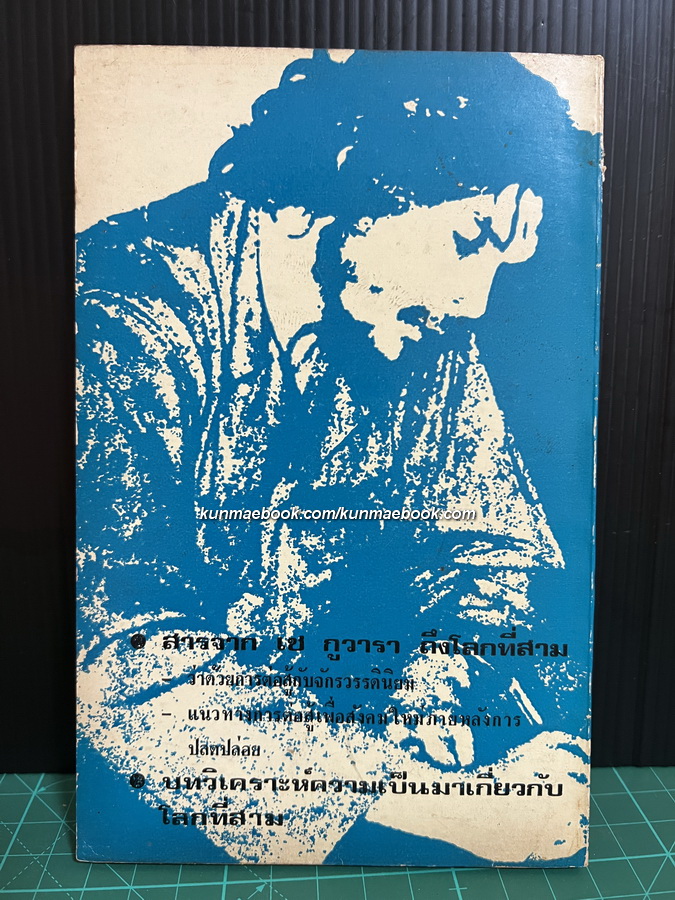 kunmaebook.com/kunmaebook.com
๑ สารจาก เช กูวารา ถึงโลกที่สาม
- ว่าด้วยการต่อสู้กับจักรวรรดินิยม
- แนวทางการต่อสู้เพื่อสังคมใหม่ภายหลังการ
ปลดปล่อย
๑ บทวิเคราะห์ความเป็นมาเกี่ยวกับ
โลกที่สาม